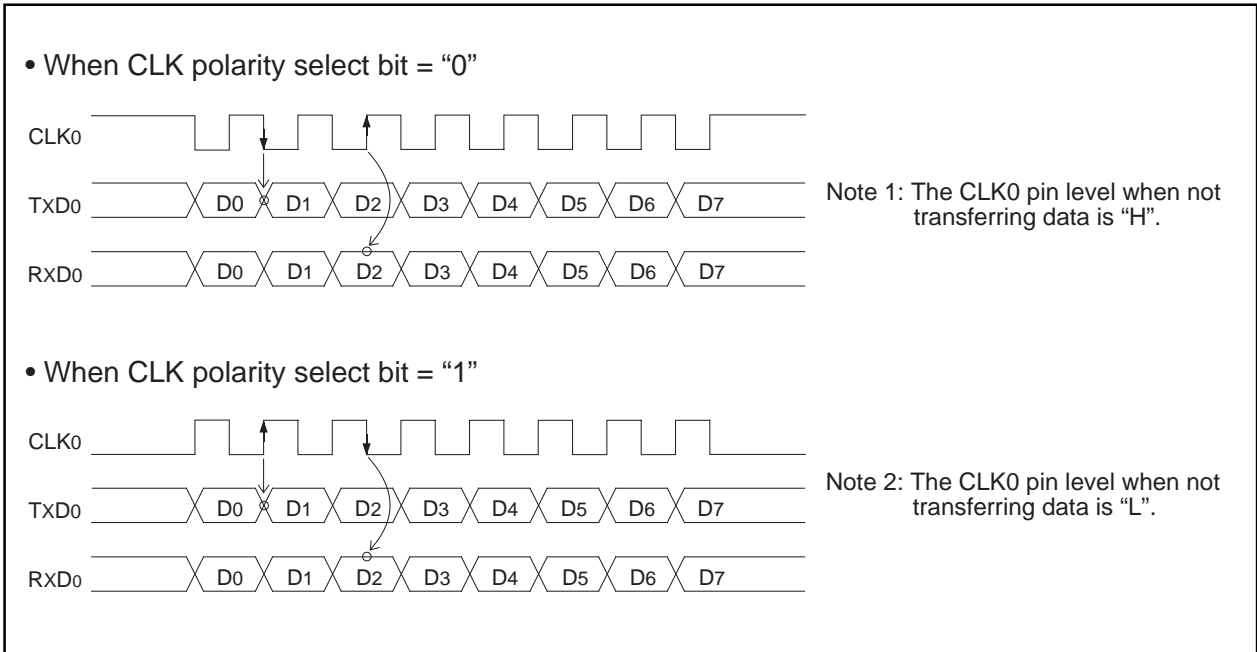 • When CLK polarity select bit = “0”
CLK0
TXD0 D0 D1 D2 D3 D4 D5 D6 D7
RXD0 D0 D1 D2 D3 D4 D5 D6 D7
Note 1: The CLK0 pin level when not
transferring data is “H”.
• When CLK polarity select bit = “1”
CLK0
TXD0 D0 D1 D2 D3 D4 D5 D6 D7
RXD0 D0 D1 D2 D3 D4 D5 D6 D7
Note 2: The CLK0 pin level when not
transferring data is “L”.